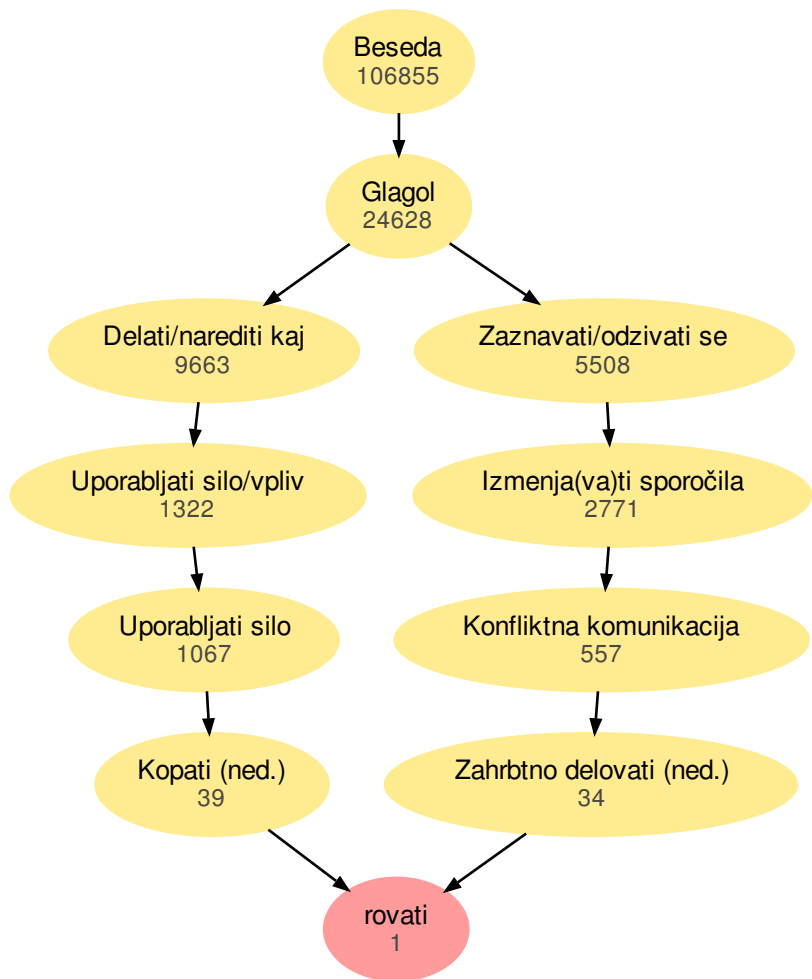 Beseda
106855
Glagol
24628
Delati/narediti kaj
9663
Zaznavati/odzivati se
5508
Uporabljati silo/vpliv
1322
Izmenja(va)ti sporočila
2771
Uporabljati silo
1067
Konfliktna komunikacija
557
Kopati (ned.)
39
Zahrbtno delovati (ned.)
34
rovati
1